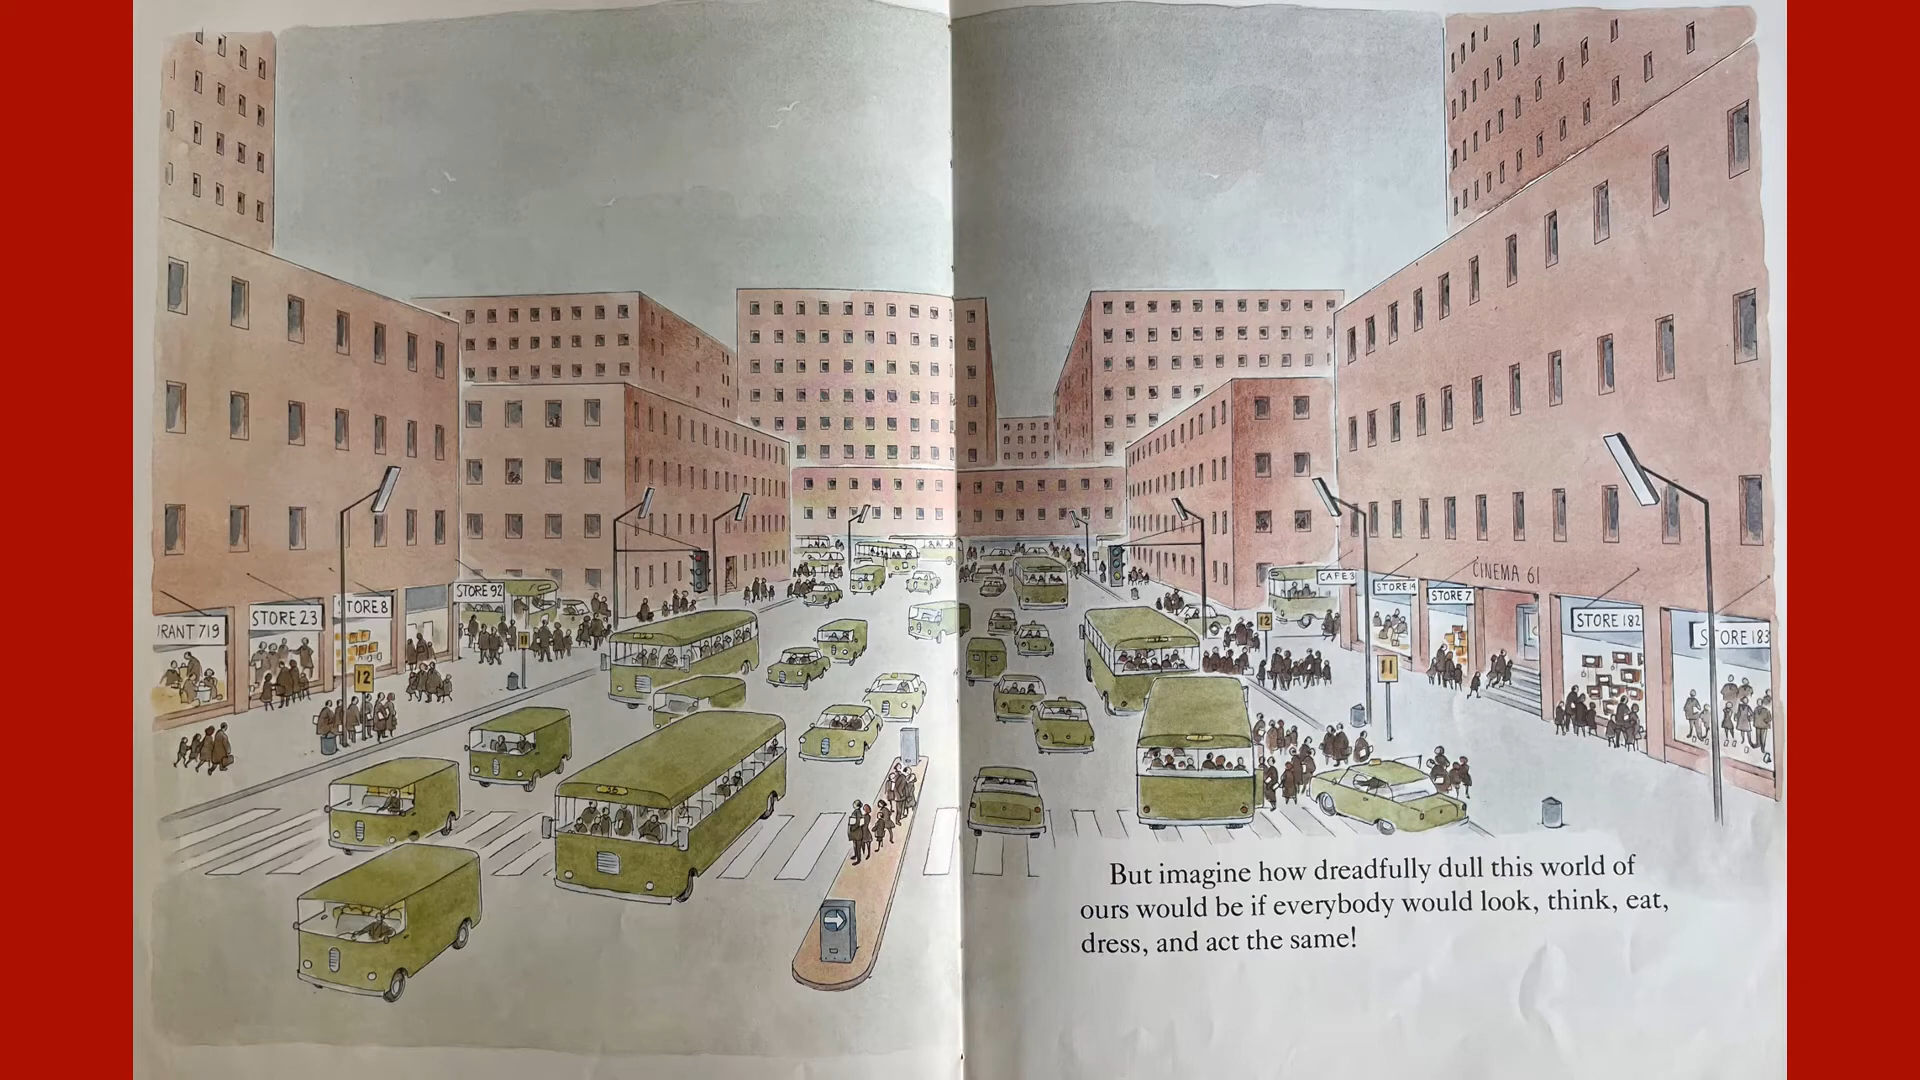 RANT 719
STORE 23
STORE 8
STORE 92
12
11
36
CAFE 3
STORE 14
STORE 7
CINEMA 61
STORE 182
STORE 183
12
11
But imagine how dreadfully dull this world of
ours would be if everybody would look, think, eat,
dress, and act the same!